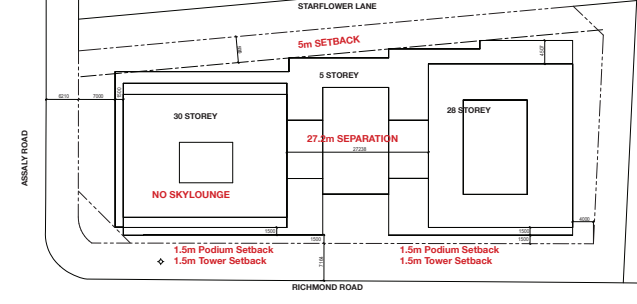 STARFLOWER LANE
5m SETBACK
5 STOREY
6210
7000
30 STOREY
28 STOREY
27.2m SEPARATION
27239
ASSALY ROAD
NO SKYLOUNGE
4000
1500
1500
1500
1500
1.5m Podium Setback
1.5m Tower Setback
1.5m Podium Setback
1.5m Tower Setback
RICHMOND ROAD